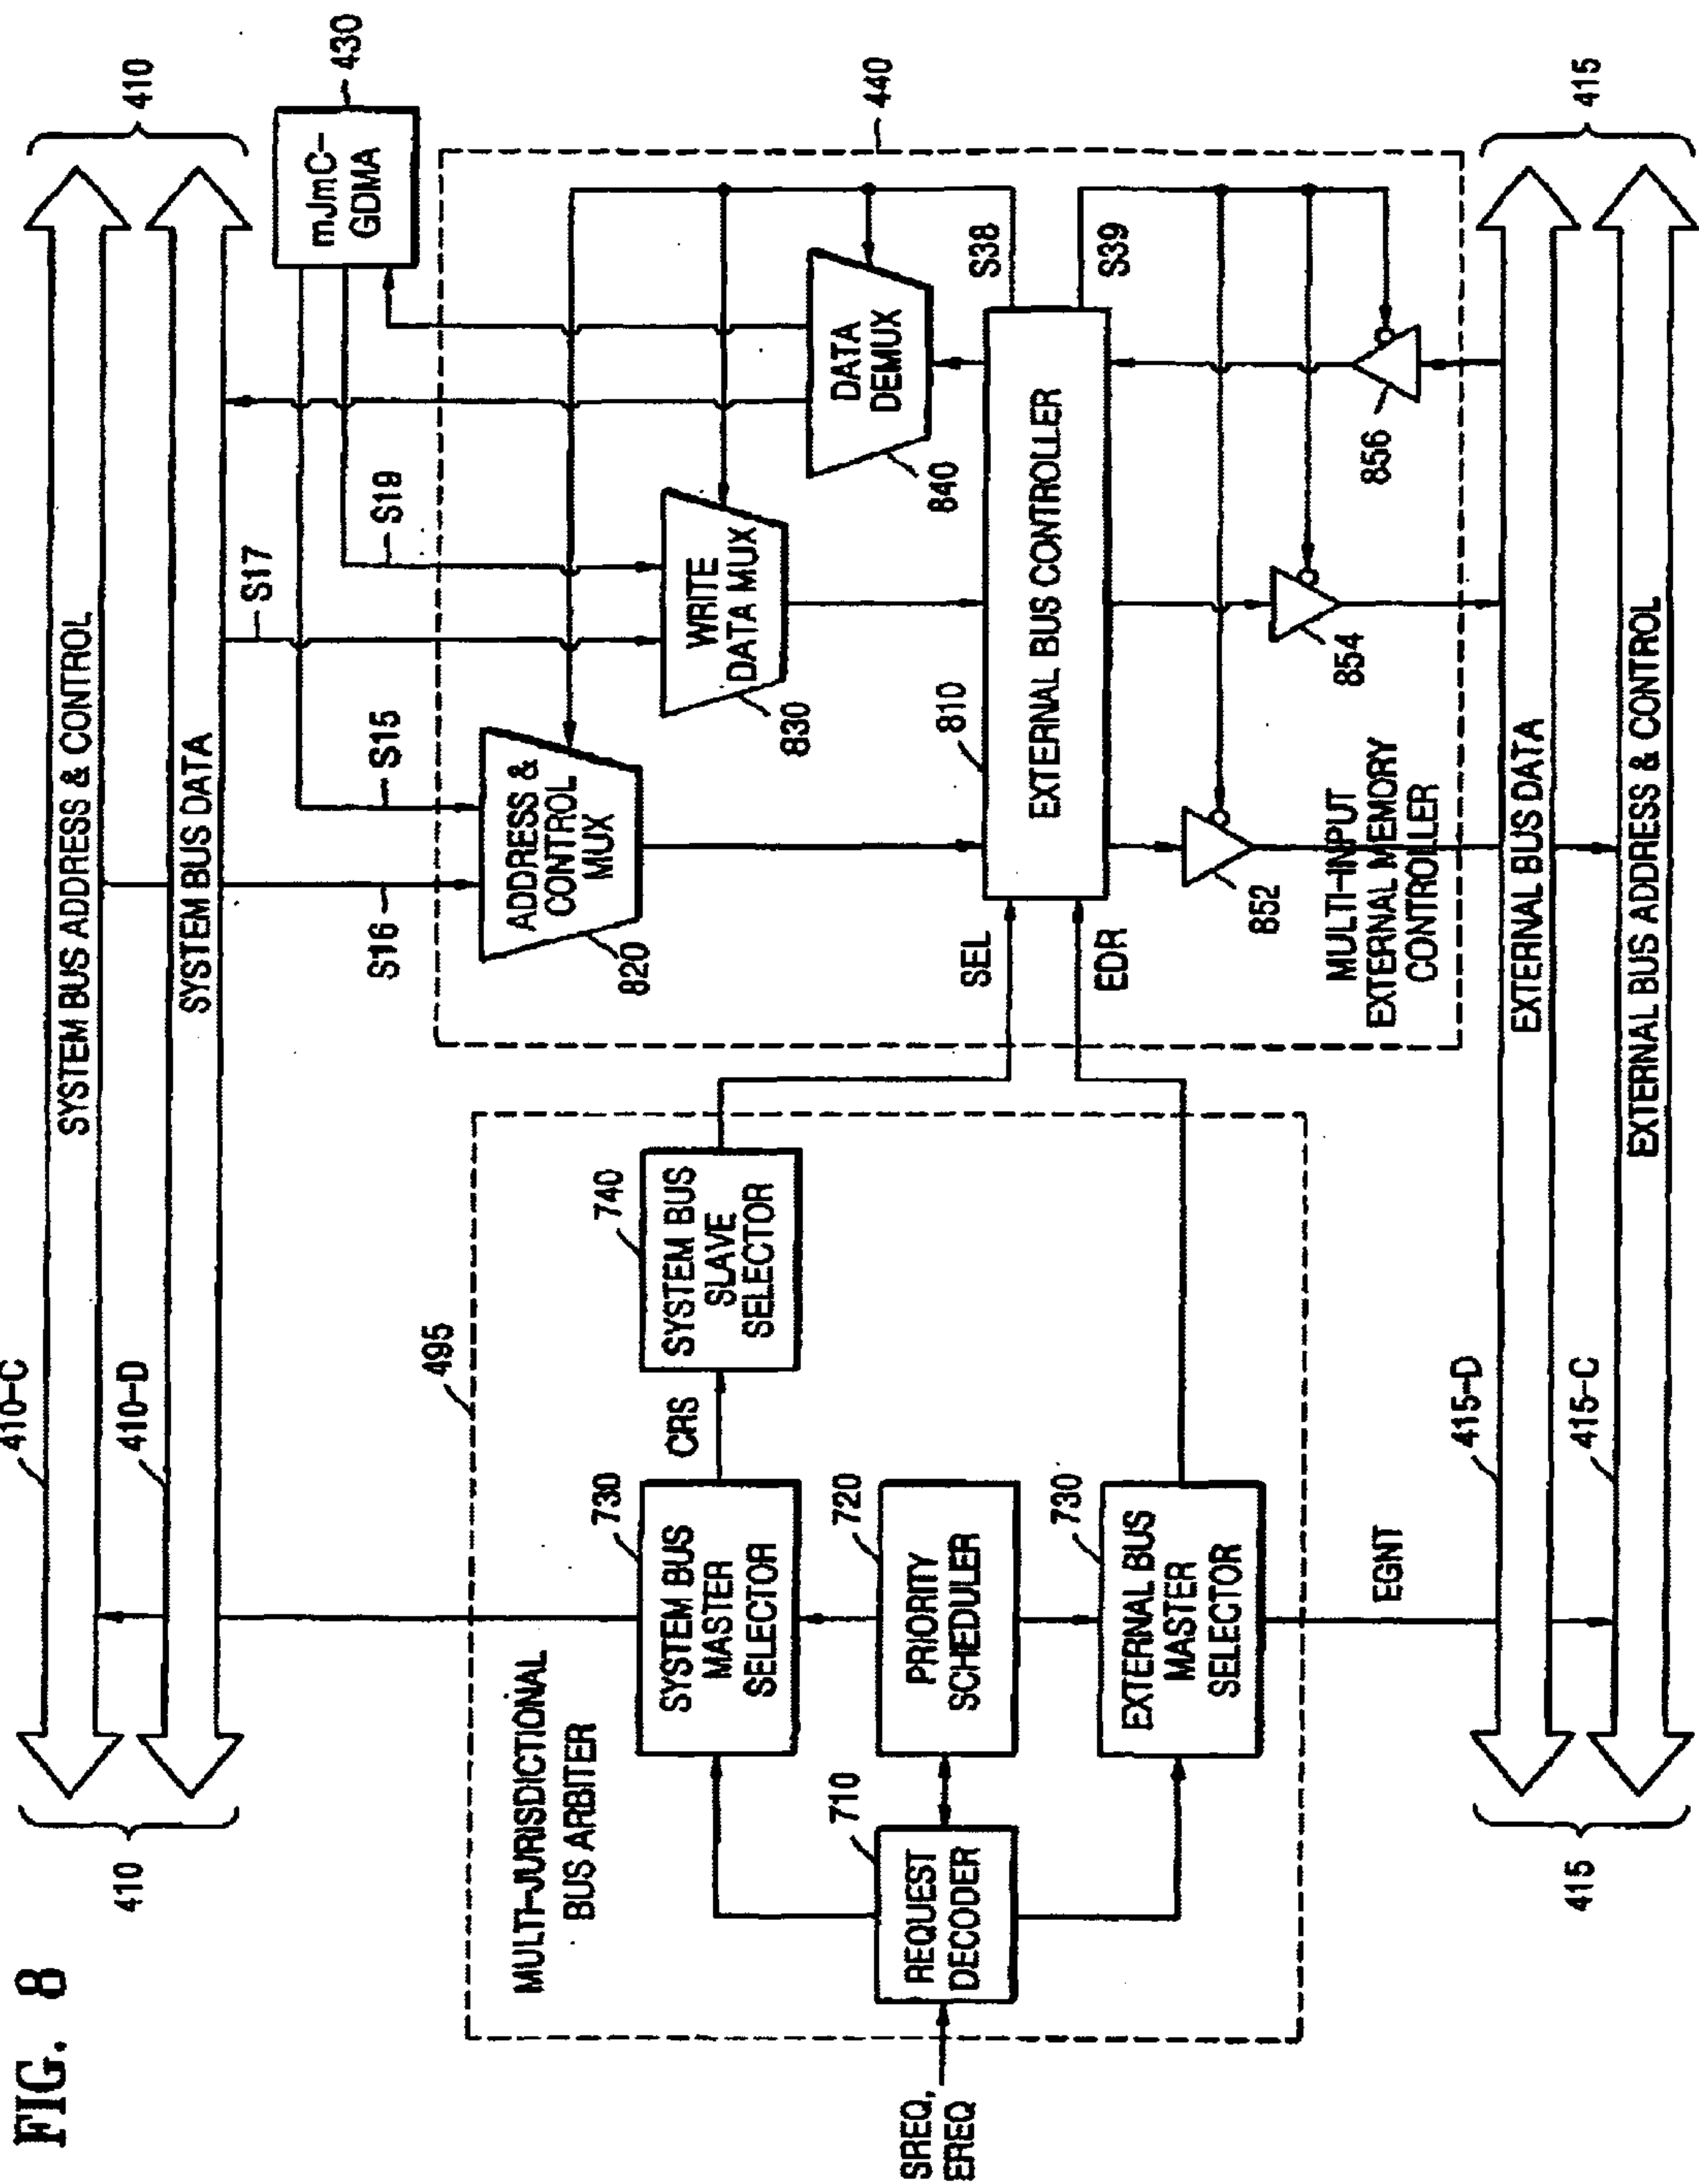 FIG. 8
410
410-C
SYSTEM BUS ADDRESS & CONTROL
410
410-D
SYSTEM BUS DATA
430
mJmC-
GDMA
S16
S15
S17
S19
495
MULTI-JURISDICTIONAL
BUS ARBITER
SREQ,
EREQ
710
REQUEST
DECODER
730
SYSTEM BUS
MASTER
SELECTOR
CRS
740
SYSTEM BUS
SLAVE
SELECTOR
720
PRIORITY
SCHEDULER
730
EXTERNAL BUS
MASTER
SELECTOR
EGNT
SEL
EDR
440
ADDRESS &
CONTROL
MUX
820
WRITE
DATA MUX
830
DATA
DEMUX
840
810
EXTERNAL BUS CONTROLLER
S38
S39
852
854
856
MULTI-INPUT
EXTERNAL MEMORY
CONTROLLER
415
415-D
EXTERNAL BUS DATA
415
415-C
EXTERNAL BUS ADDRESS & CONTROL